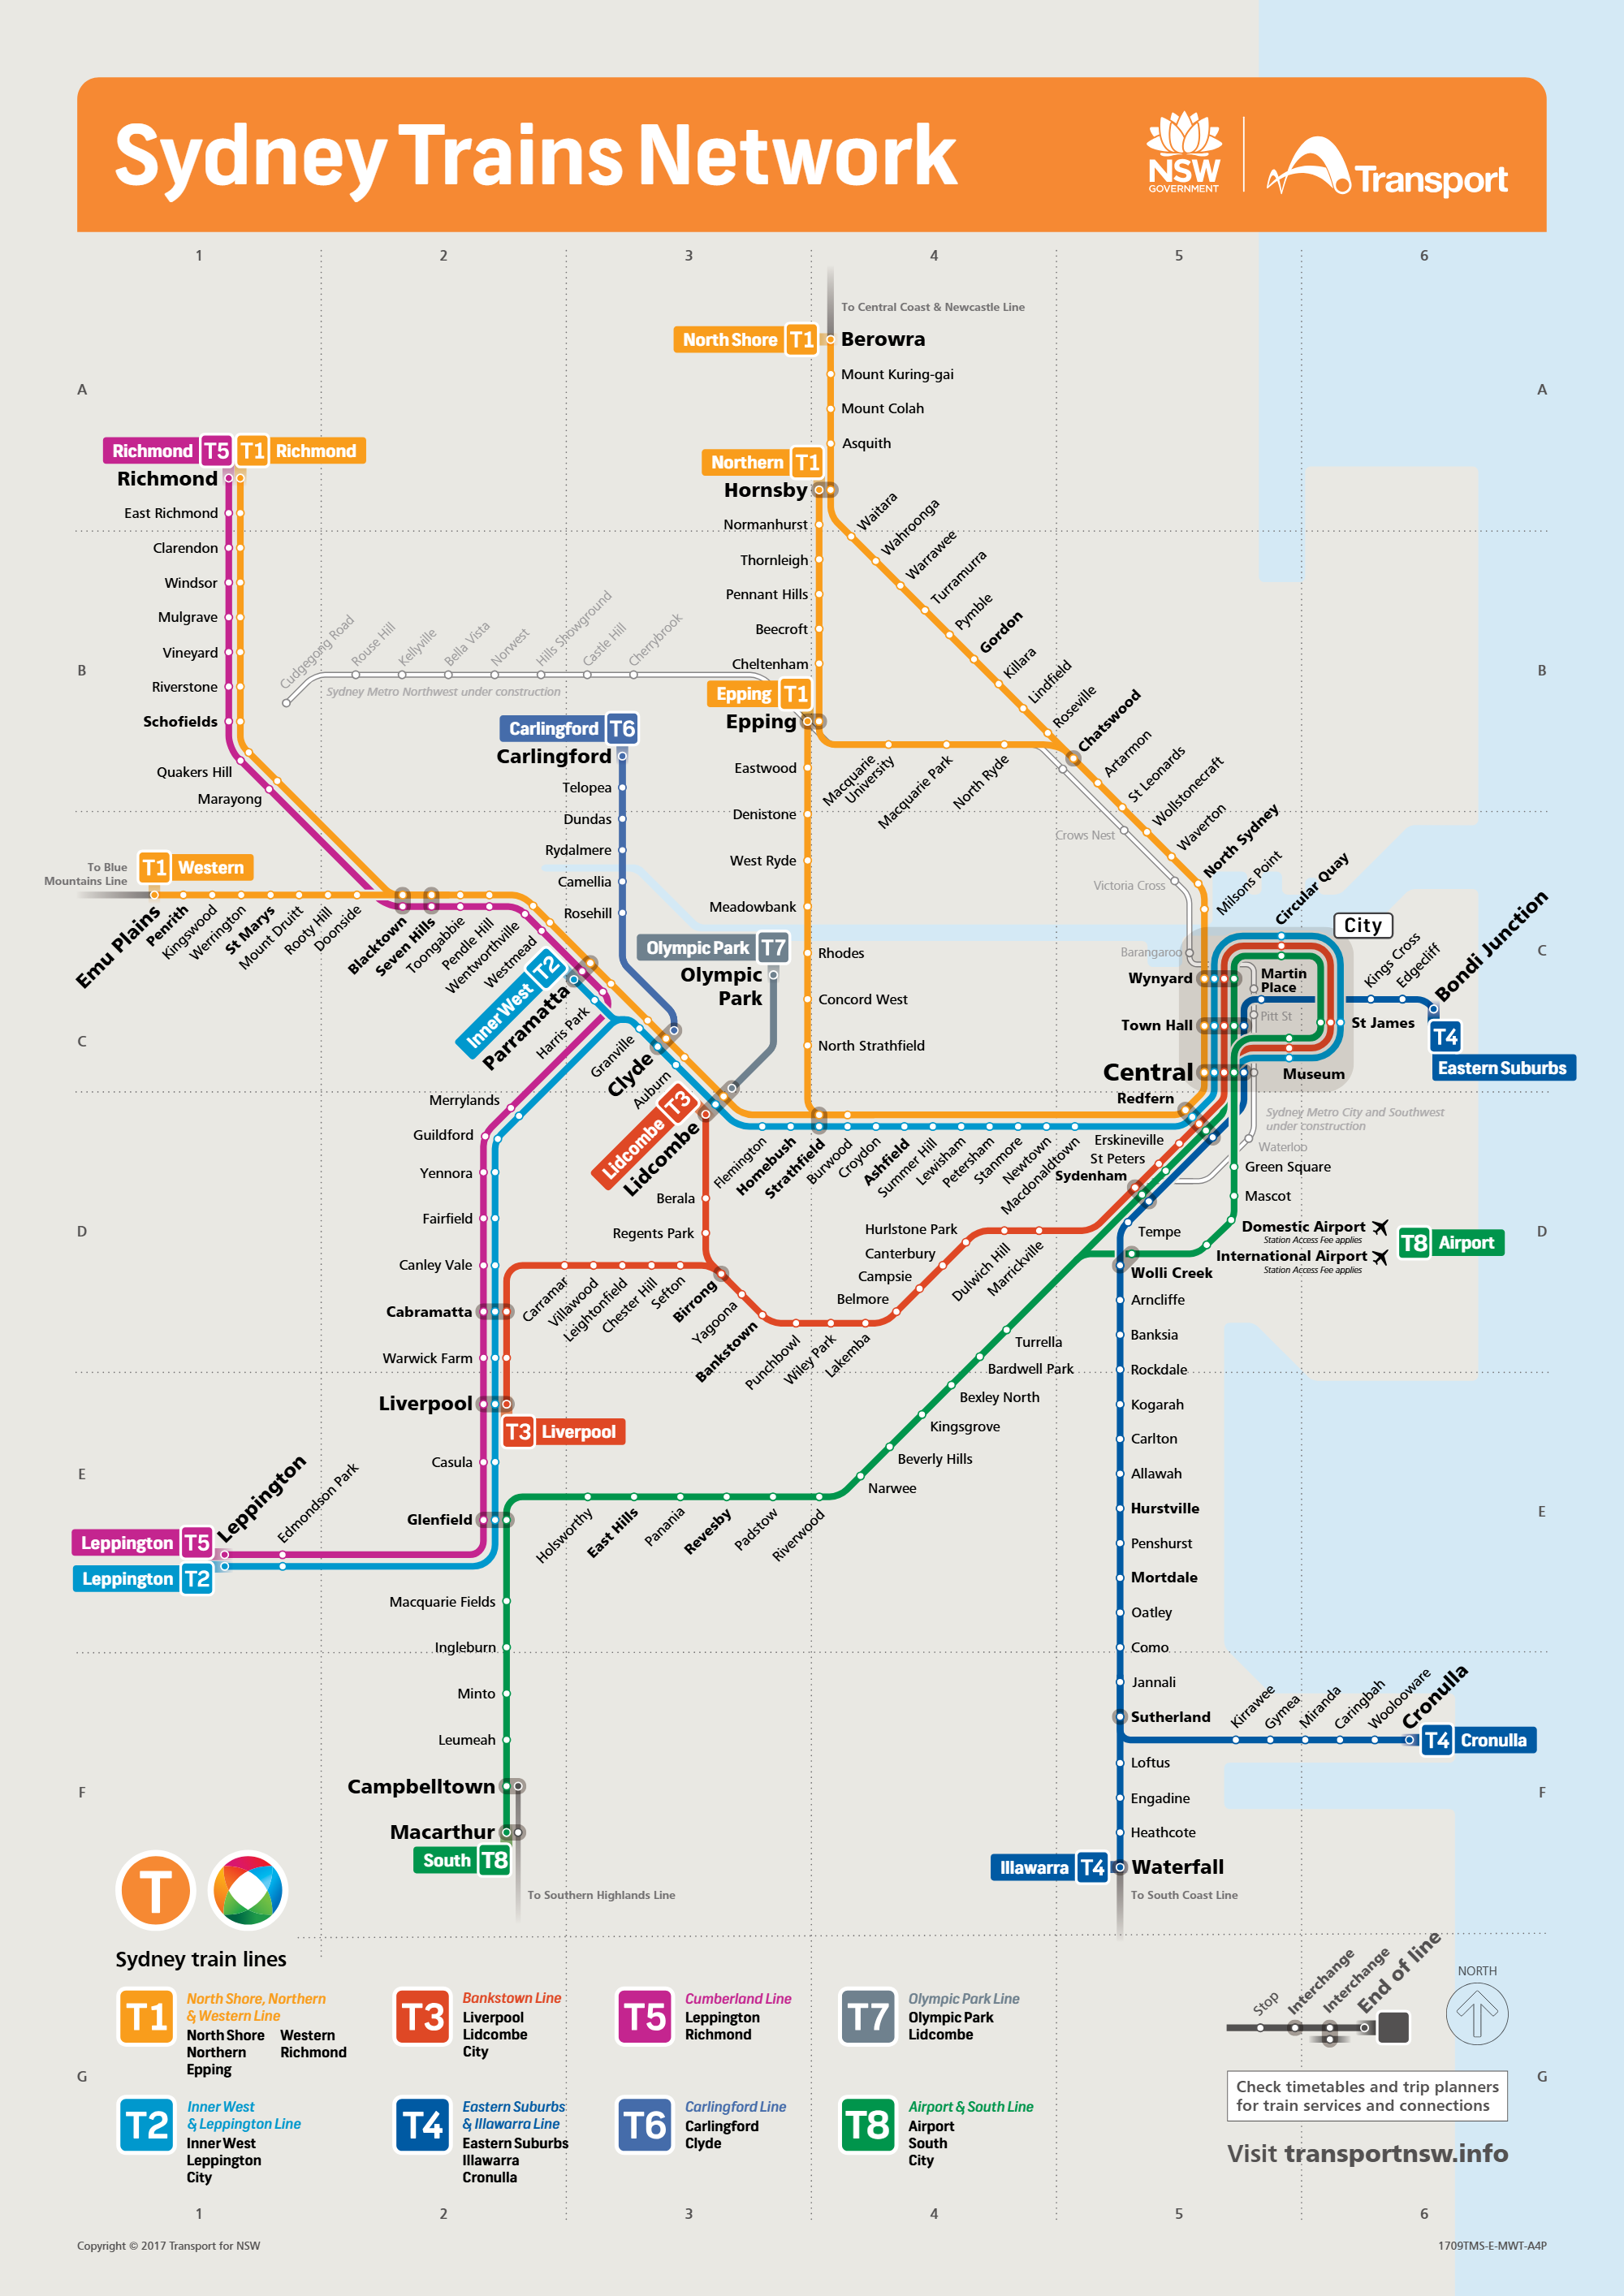 Sydney Trains Network
NSW
GOVERNMENT
Transport
1
2
3
4
5
6
To Central Coast & Newcastle Line
North Shore T1
Berowra
Mount Kuring-gai
A
A
Mount Colah
Asquith
Richmond T5
T1 Richmond
Northern T1
Richmond
Hornsby
East Richmond
Normanhurst
Waitara
Wahroonga
Warrawee
Turramurra
Pymble
Gordon
Killara
Lindfield
Roseville
Chatswood
Artarmon
St Leonards
Wollstonecraft
Waverton
North Sydney
Milsons Point
Clarendon
Windsor
Mulgrave
Vineyard
Riverstone
Schofields
Quakers Hill
Marayong
Thornleigh
Pennant Hills
Beecroft
Cheltenham
B
B
Cudgegong Road
Rouse Hill
Kellyville
Bella Vista
Norwest
Hills Showground
Castle Hill
Cherrybrook
Sydney Metro Northwest under construction
Epping T1
Epping
Carlingford T6
Carlingford
Telopea
Dundas
Rydalmere
Camellia
Rosehill
Eastwood
Denistone
West Ryde
Meadowbank
Rhodes
Concord West
North Strathfield
Macquarie
University
Macquarie Park
North Ryde
Crows Nest
Victoria Cross
Barangaroo
To Blue
Mountains Line
T1 Western
Emu Plains
Penrith
Kingswood
Werrington
St Marys
Mount Druitt
Rooty Hill
Doonside
Blacktown
Seven Hills
Toongabbie
Pendle Hill
Wentworthville
Westmead
Inner West T2
Parramatta
Harris Park
Granville
Clyde
Auburn
Olympic Park T7
Olympic
Park
Lidcombe T3
Lidcombe
Circular Quay
City
C
C
Wynyard
Martin
Place
Pitt St
Town Hall
St James
Central
Museum
Redfern
Kings Cross
Edgecliff
Bondi Junction
T4
Eastern Suburbs
Sydney Metro City and Southwest
under construction
Waterloo
Merrylands
Guildford
Yennora
Fairfield
Canley Vale
Cabramatta
Warwick Farm
Liverpool
T3 Liverpool
Casula
Glenfield
Flemington
Homebush
Strathfield
Burwood
Croydon
Ashfield
Summer Hill
Lewisham
Petersham
Stanmore
Newtown
Macdonaldtown
Erskineville
St Peters
Sydenham
Green Square
Mascot
Domestic Airport
Station Access Fee applies
International Airport
Station Access Fee applies
T8 Airport
D
D
Berala
Regents Park
Carramar
Villawood
Leightonfield
Chester Hill
Sefton
Birrong
Yagoona
Bankstown
Punchbowl
Wiley Park
Lakemba
Belmore
Campsie
Canterbury
Hurlstone Park
Dulwich Hill
Marrickville
Tempe
Wolli Creek
Arncliffe
Banksia
Rockdale
Kogarah
Carlton
Allawah
Hurstville
Penshurst
Mortdale
Oatley
Como
Jannali
Sutherland
Loftus
Engadine
Heathcote
Illawarra T4
Waterfall
To South Coast Line
Turrella
Bardwell Park
Bexley North
Kingsgrove
Beverly Hills
Narwee
Riverwood
Padstow
Revesby
Panania
East Hills
Holsworthy
E
E
Leppington
Edmondson Park
Leppington T5
Leppington T2
Macquarie Fields
Ingleburn
Minto
Leumeah
Campbelltown
Macarthur
South T8
To Southern Highlands Line
Kirrawee
Gymea
Miranda
Caringbah
Woolooware
Cronulla
T4 Cronulla
F
F
T
Sydney train lines
T1
North Shore, Northern
& Western Line
North Shore Western
Northern Richmond
Epping
T3
Bankstown Line
Liverpool
Lidcombe
City
T5
Cumberland Line
Leppington
Richmond
T7
Olympic Park Line
Olympic Park
Lidcombe
T2
Inner West
& Leppington Line
Inner West
Leppington
City
T4
Eastern Suburbs
& Illawarra Line
Eastern Suburbs
Illawarra
Cronulla
T6
Carlingford Line
Carlingford
Clyde
T8
Airport & South Line
Airport
South
City
Stop
Interchange
Interchange
End of line
NORTH
G
G
Check timetables and trip planners
for train services and connections
Visit transportnsw.info
1
2
3
4
5
6
Copyright © 2017 Transport for NSW
1709TMS-E-MWT-A4P